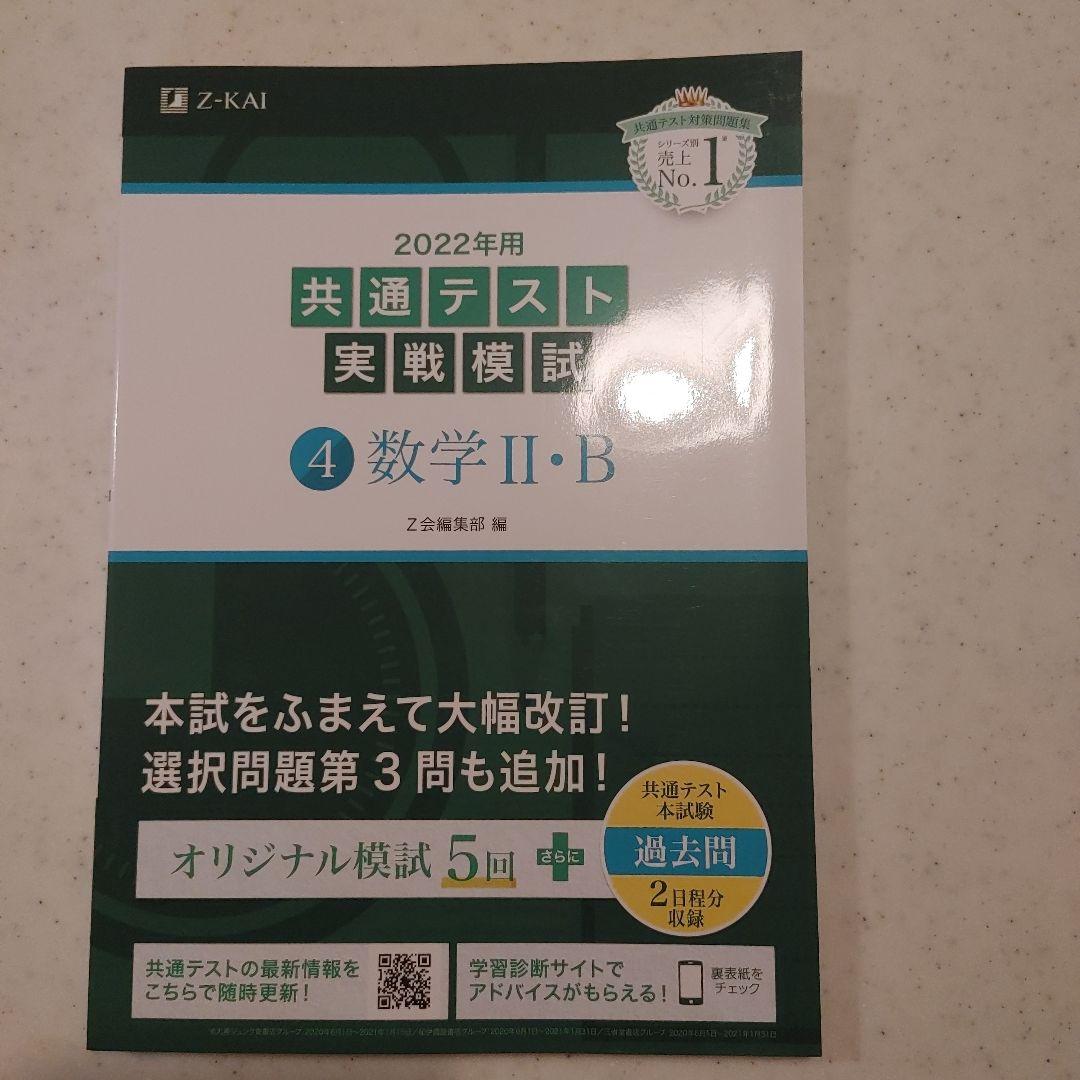 Z-KAI
共通テスト対策問題集
シリーズ別
売上
No.1
2022年用
共通テスト
実戦模試
4 数学II・B
Z会編集部 編
本試をふまえて大幅改訂!
選択問題第3問も追加!
オリジナル模試5回
さらに
共通テスト
本試験
過去問
2日程分
収録
共通テストの最新情報を
こちらで随時更新!
学習診断サイトで
アドバイスがもらえる!
裏表紙を
チェック